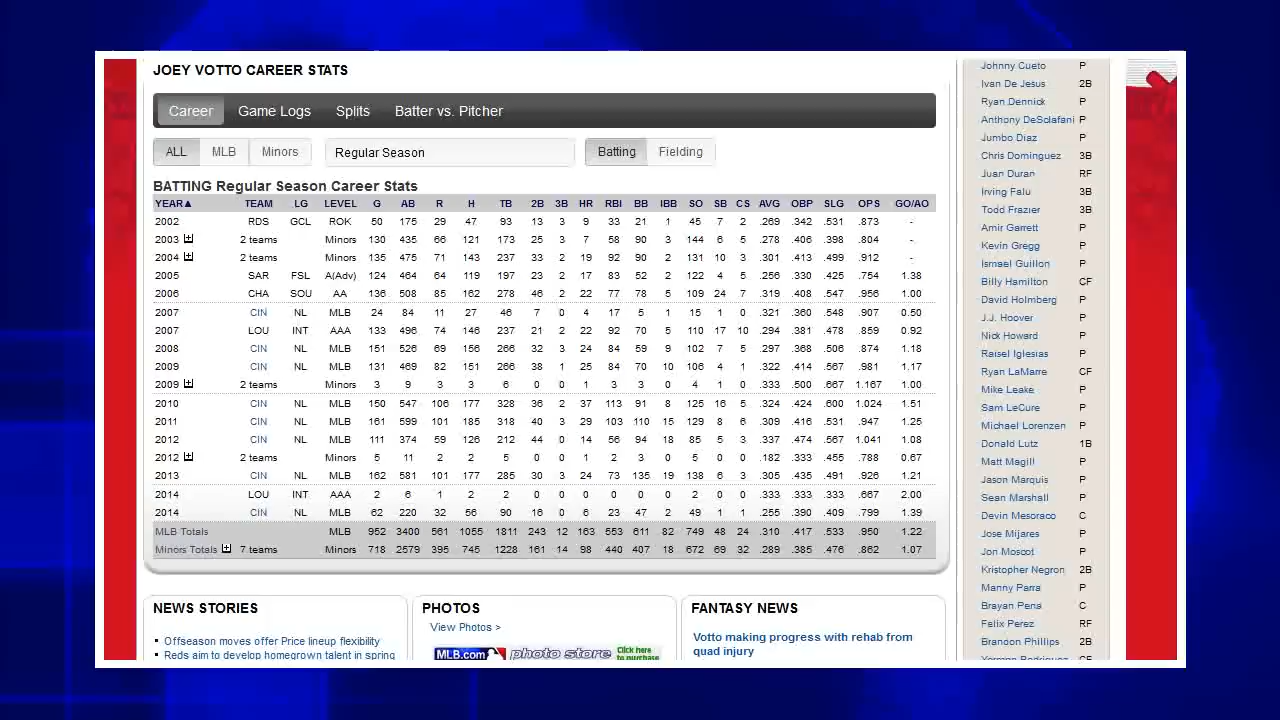 JOEY VOTTO CAREER STATS
Career Game Logs Splits Batter vs. Pitcher
ALL MLB Minors Regular Season Batting Fielding
BATTING Regular Season Career Stats
YEAR▲ TEAM LG LEVEL G AB R H TB 2B 3B HR RBI BB IBB SO SB CS AVG OBP SLG OPS GO/AO
2002 RDS GCL ROK 50 175 29 47 93 13 3 9 33 21 1 45 7 2 .269 .342 .531 .873 -
2003 2 teams Minors 130 435 66 121 173 25 3 7 58 90 3 144 6 5 .278 .406 .398 .804 -
2004 2 teams Minors 135 475 71 143 237 33 2 19 92 90 2 131 10 3 .301 .413 .499 .912 -
2005 SAR FSL A(Adv) 124 464 64 119 197 23 2 17 83 52 2 122 4 5 .256 .330 .425 .754 1.38
2006 CHA SOU AA 136 508 85 162 278 46 2 22 77 78 5 109 24 7 .319 .408 .547 .956 1.00
2007 CIN NL MLB 24 84 11 27 46 7 0 4 17 5 1 15 1 0 .321 .360 .548 .907 0.50
2007 LOU INT AAA 133 496 74 146 237 21 2 22 92 70 5 110 17 10 .294 .381 .478 .859 0.92
2008 CIN NL MLB 151 526 69 156 266 32 3 24 84 59 9 102 7 5 .297 .368 .506 .874 1.18
2009 CIN NL MLB 131 469 82 151 266 38 1 25 84 70 10 106 4 1 .322 .414 .567 .981 1.17
2009 2 teams Minors 3 9 3 3 6 0 0 1 3 3 0 4 1 0 .333 .500 .667 1.167 1.00
2010 CIN NL MLB 150 547 106 177 328 36 2 37 113 91 8 125 16 5 .324 .424 .600 1.024 1.51
2011 CIN NL MLB 161 599 101 185 318 40 3 29 103 110 15 129 8 6 .309 .416 .531 .947 1.25
2012 CIN NL MLB 111 374 59 126 212 44 0 14 56 94 18 85 5 3 .337 .474 .567 1.041 1.08
2012 2 teams Minors 5 11 2 2 5 0 0 1 2 3 0 5 0 0 .182 .333 .455 .788 0.67
2013 CIN NL MLB 162 581 101 177 285 30 3 24 73 135 19 138 6 3 .305 .435 .491 .926 1.21
2014 LOU INT AAA 2 6 1 2 2 0 0 0 0 0 0 2 0 0 .333 .333 .333 .667 2.00
2014 CIN NL MLB 62 220 32 56 90 16 0 6 23 47 2 49 1 1 .255 .390 .409 .799 1.39
MLB Totals MLB 952 3400 561 1055 1811 243 12 163 553 611 82 749 48 24 .310 .417 .533 .950 1.22
Minors Totals 7 teams Minors 718 2579 395 745 1228 161 14 98 440 407 18 672 69 32 .289 .385 .476 .862 1.07
NEWS STORIES
Offseason moves offer Price lineup flexibility
Reds aim to develop homegrown talent in spring
PHOTOS
View Photos >
MLB.com photo store Click here to purchase
FANTASY NEWS
Votto making progress with rehab from
quad injury
Johnny Cueto P
Ivan De Jesus 2B
Ryan Dennick P
Anthony DeSclafani P
Jumbo Diaz P
Chris Dominguez 3B
Juan Duran RF
Irving Falu 3B
Todd Frazier 3B
Amir Garrett P
Kevin Gregg P
Ismael Guillon P
Billy Hamilton CF
David Holmberg P
J.J. Hoover P
Nick Howard P
Raisel Iglesias P
Ryan LaMarre CF
Mike Leake P
Sam LeCure P
Michael Lorenzen P
Donald Lutz 1B
Matt Magill P
Jason Marquis P
Sean Marshall P
Devin Mesoraco C
Jose Mijares P
Jon Moscot P
Kristopher Negron 2B
Manny Parra P
Brayan Pena C
Felix Perez RF
Brandon Phillips 2B
Yorman Rodriguez CF